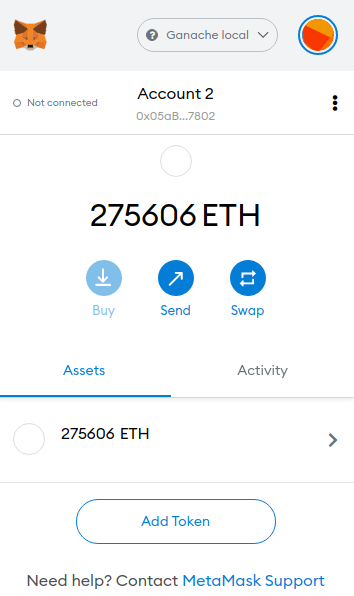 Ganache local
Not connected
Account 2
0x05aB...7802
275606 ETH
Buy
Send
Swap
Assets
Activity
275606 ETH
Add Token
Need help? Contact MetaMask Support